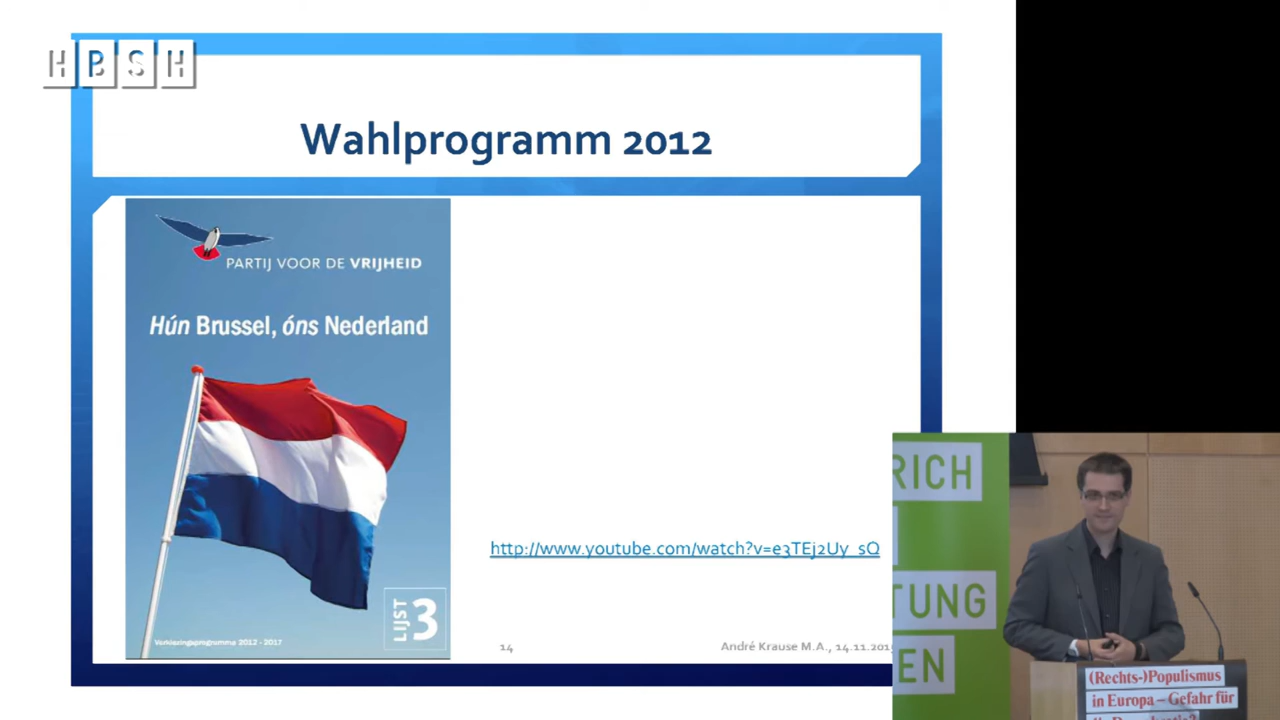 HBSH
Wahlprogramm 2012
PARTIJ VOOR DE VRIJHEID
Hún Brussel, óns Nederland
LIJST 3
Verkiezingsprogramma 2012 - 2017
http://www.youtube.com/watch?v=e3TEj2Uy_sQ
14
André Krause M.A., 14.11.201
RICH
TUNG
EN
(Rechts-)Populismus
in Europa – Gefahr für